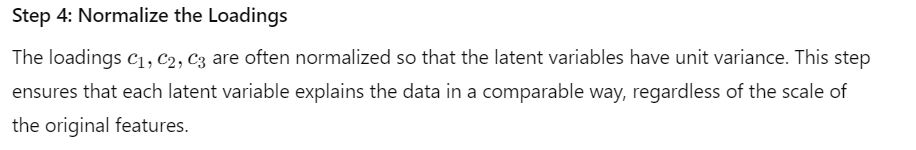 Step 4: Normalize the Loadings
The loadings c₁, c₂, c₃ are often normalized so that the latent variables have unit variance. This step
ensures that each latent variable explains the data in a comparable way, regardless of the scale of
the original features.